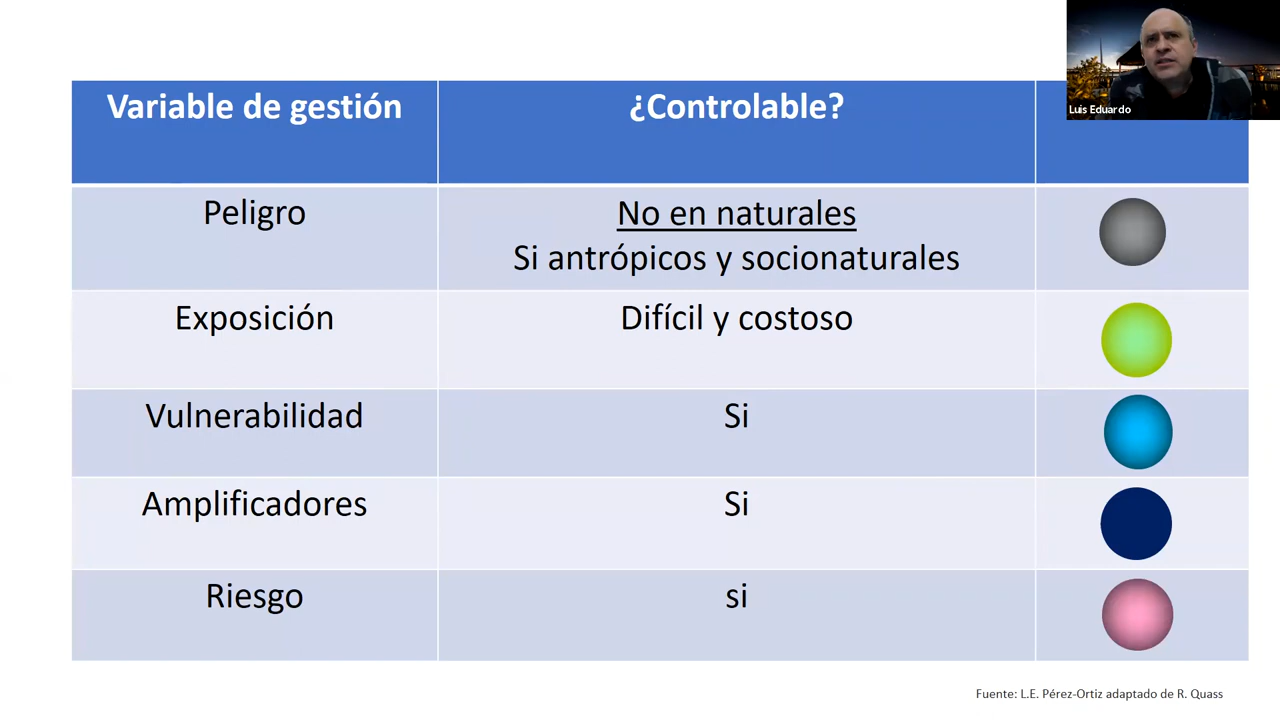 Variable de gestión
¿Controlable?
Luis Eduardo
Peligro
No en naturales
Si antrópicos y socionaturales
Exposición
Difícil y costoso
Vulnerabilidad
Si
Amplificadores
Si
Riesgo
si
Fuente: L.E. Pérez-Ortiz adaptado de R. Quass